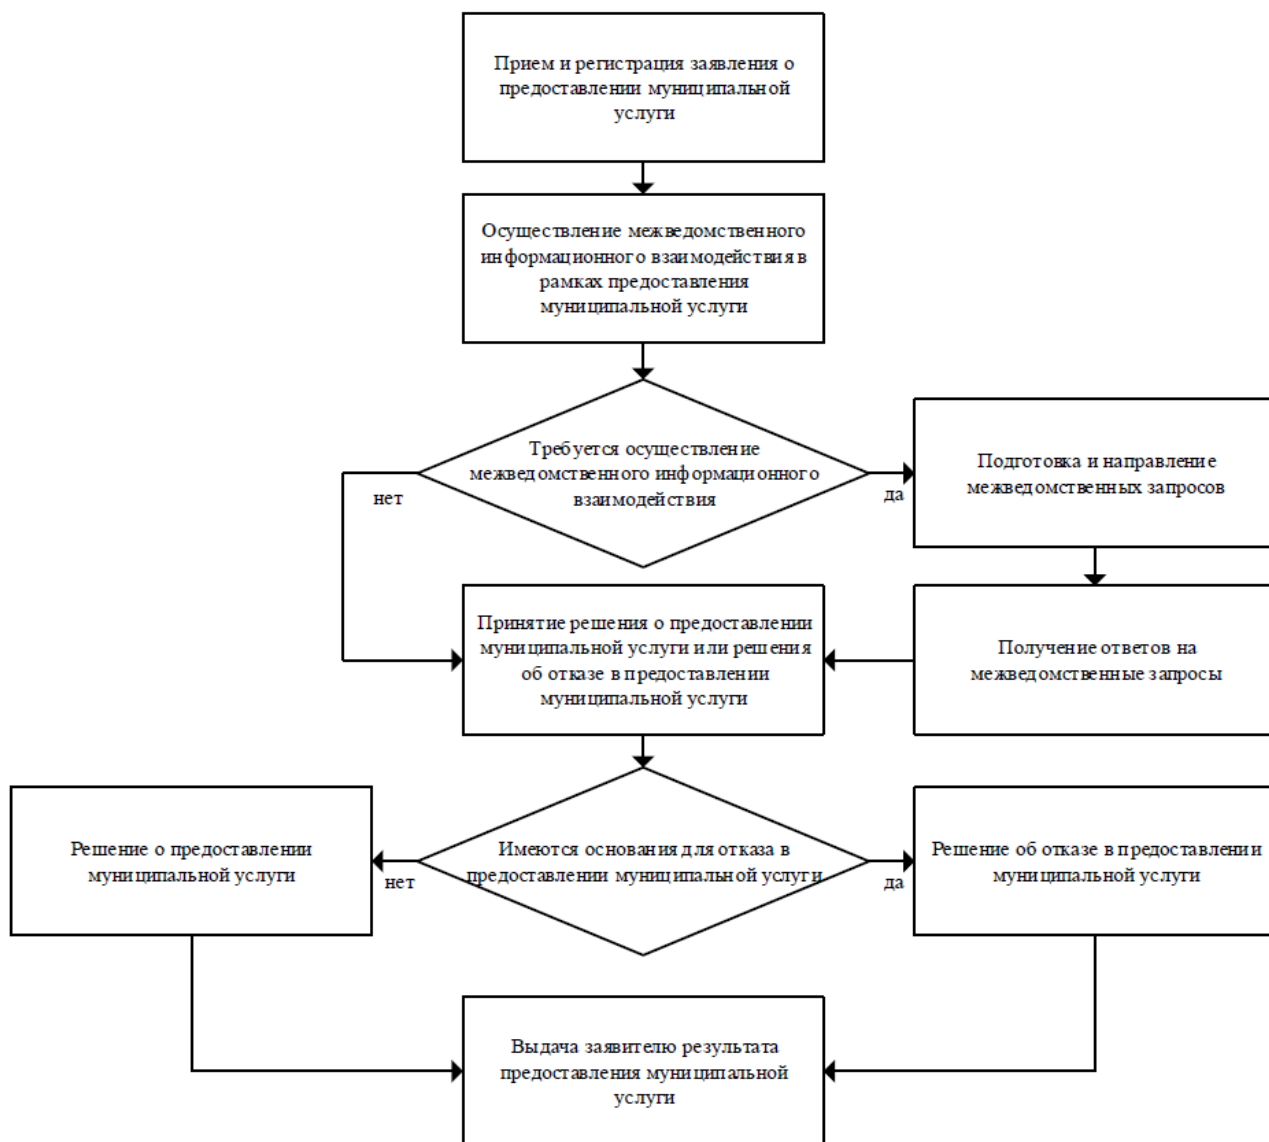 Прием и регистрация заявления о
предоставлении муниципальной
услуги
Осуществление межведомственного
информационного взаимодействия в
рамках предоставления
муниципальной услуги
Требуется осуществление
межведомственного информационного
взаимодействия
нет
да
Подготовка и направление
межведомственных запросов
Принятие решения о предоставлении
муниципальной услуги или решения
об отказе в предоставлении
муниципальной услуги
Получение ответов на
межведомственные запросы
Решение о предоставлении
муниципальной услуги
нет
Имеются основания для отказа в
предоставлении муниципальной услуги
да
Решение об отказе в предоставлении
муниципальной услуги
Выдача заявителю результата
предоставления муниципальной
услуги